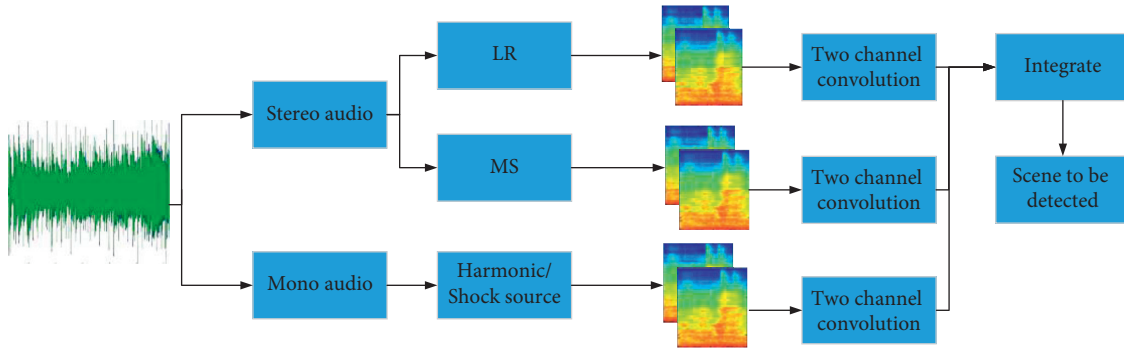 LR
Two channel
convolution
Integrate
Stereo audio
MS
Two channel
convolution
Scene to be
detected
Mono audio
Harmonic/
Shock source
Two channel
convolution